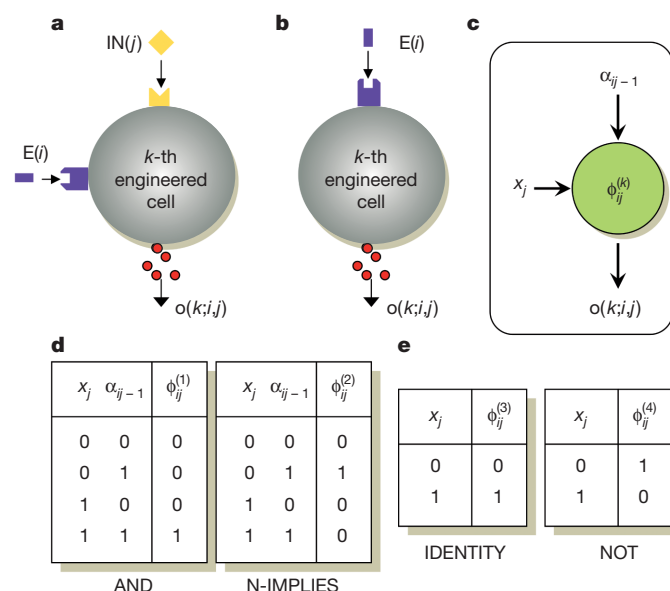 a
IN(j)
E(i)
k-th
engineered
cell
o(k;i,j)
b
E(i)
k-th
engineered
cell
o(k;i,j)
c
α_{ij−1}
x_j
ϕ_{ij}^{(k)}
o(k;i,j)
d
x_j α_{ij−1} ϕ_{ij}^{(1)}
0 0 0
0 1 0
1 0 0
1 1 1
AND
x_j α_{ij−1} ϕ_{ij}^{(2)}
0 0 0
0 1 1
1 0 0
1 1 0
N-IMPLIES
e
x_j ϕ_{ij}^{(3)}
0 0
1 1
IDENTITY
x_j ϕ_{ij}^{(4)}
0 1
1 0
NOT